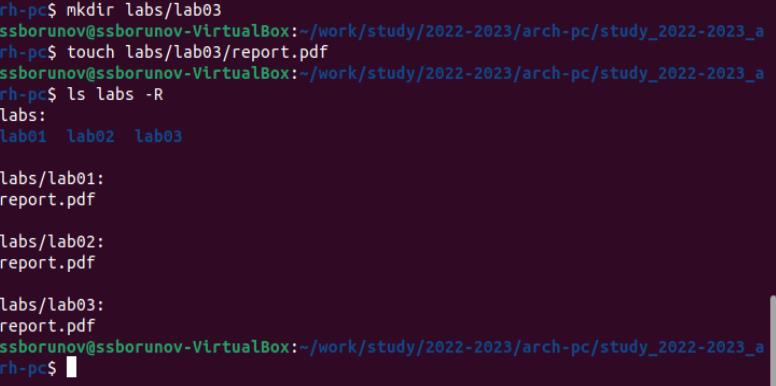 rh-pc$ mkdir labs/lab03
ssborunov@ssborunov-VirtualBox:~/work/study/2022-2023/arch-pc/study_2022-2023_a
rh-pc$ touch labs/lab03/report.pdf
ssborunov@ssborunov-VirtualBox:~/work/study/2022-2023/arch-pc/study_2022-2023_a
rh-pc$ ls labs -R
labs:
lab01 lab02 lab03
labs/lab01:
report.pdf
labs/lab02:
report.pdf
labs/lab03:
report.pdf
ssborunov@ssborunov-VirtualBox:~/work/study/2022-2023/arch-pc/study_2022-2023_a
rh-pc$